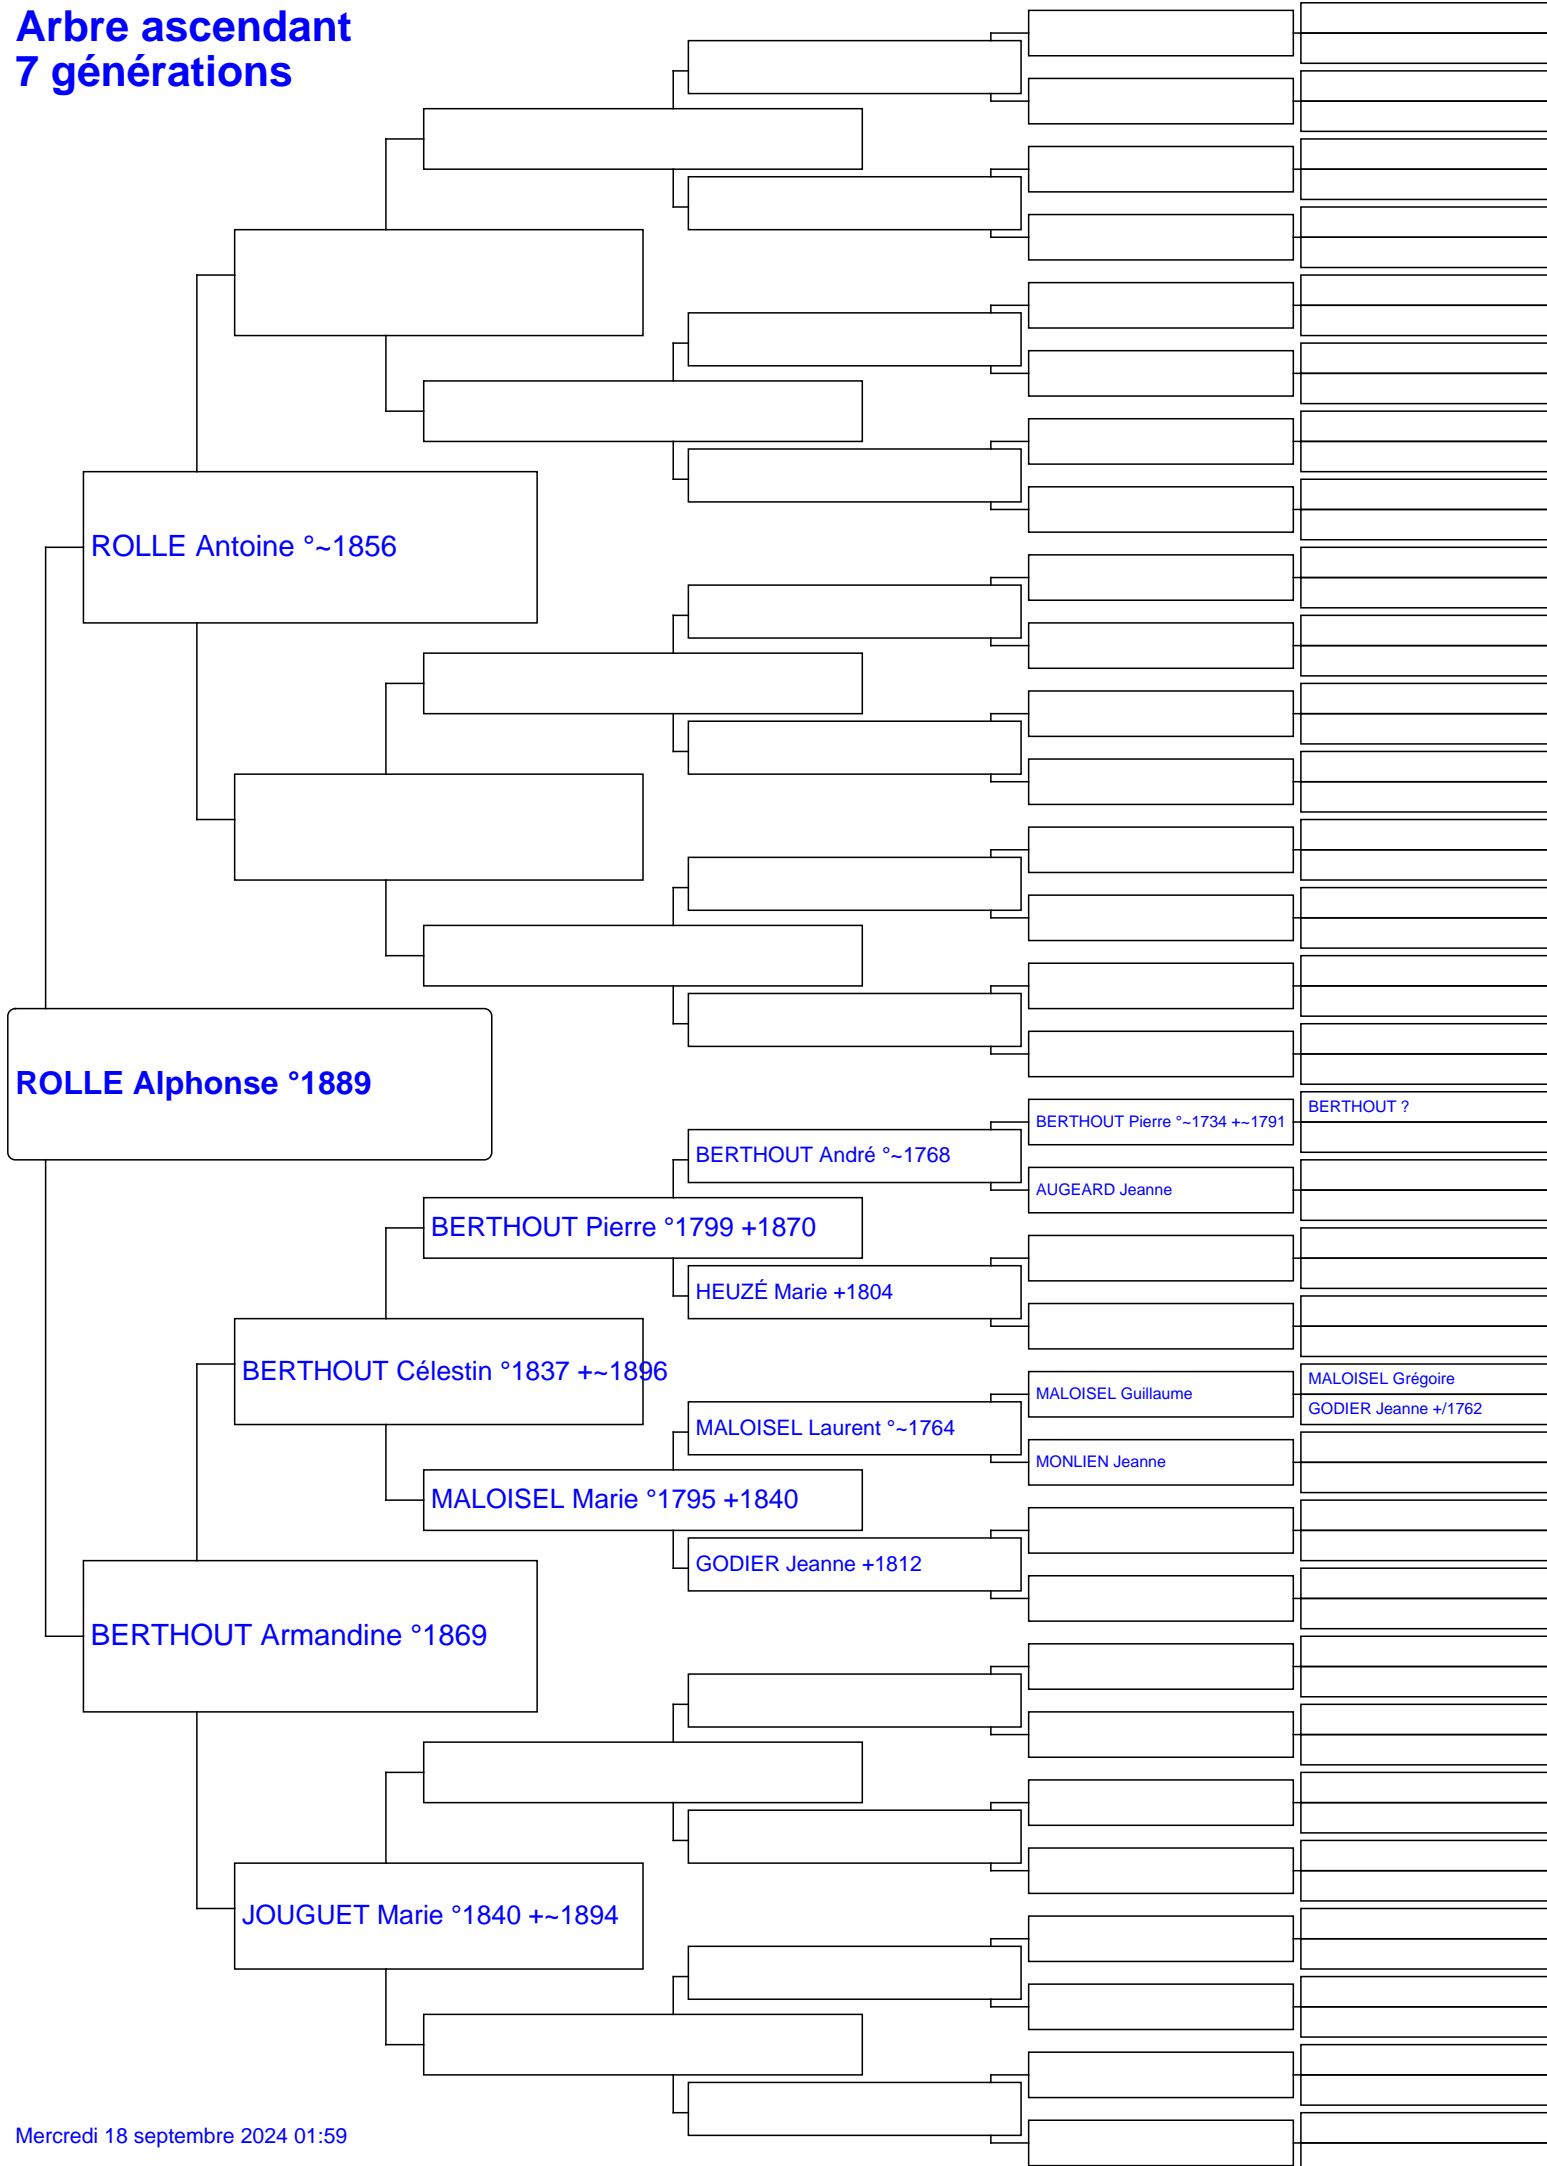 Arbre ascendant
7 générations
ROLLE Antoine °~1856
ROLLE Alphonse °1889
BERTHOUT ?
BERTHOUT Pierre °~1734 +~1791
BERTHOUT André °~1768
AUGEARD Jeanne
BERTHOUT Pierre °1799 +1870
HEUZÉ Marie +1804
BERTHOUT Célestin °1837 +~1896
MALOISEL Grégoire
MALOISEL Guillaume
GODIER Jeanne +/1762
MALOISEL Laurent °~1764
MONLIEN Jeanne
MALOISEL Marie °1795 +1840
GODIER Jeanne +1812
BERTHOUT Armandine °1869
JOUGUET Marie °1840 +~1894
Mercredi 18 septembre 2024 01:59